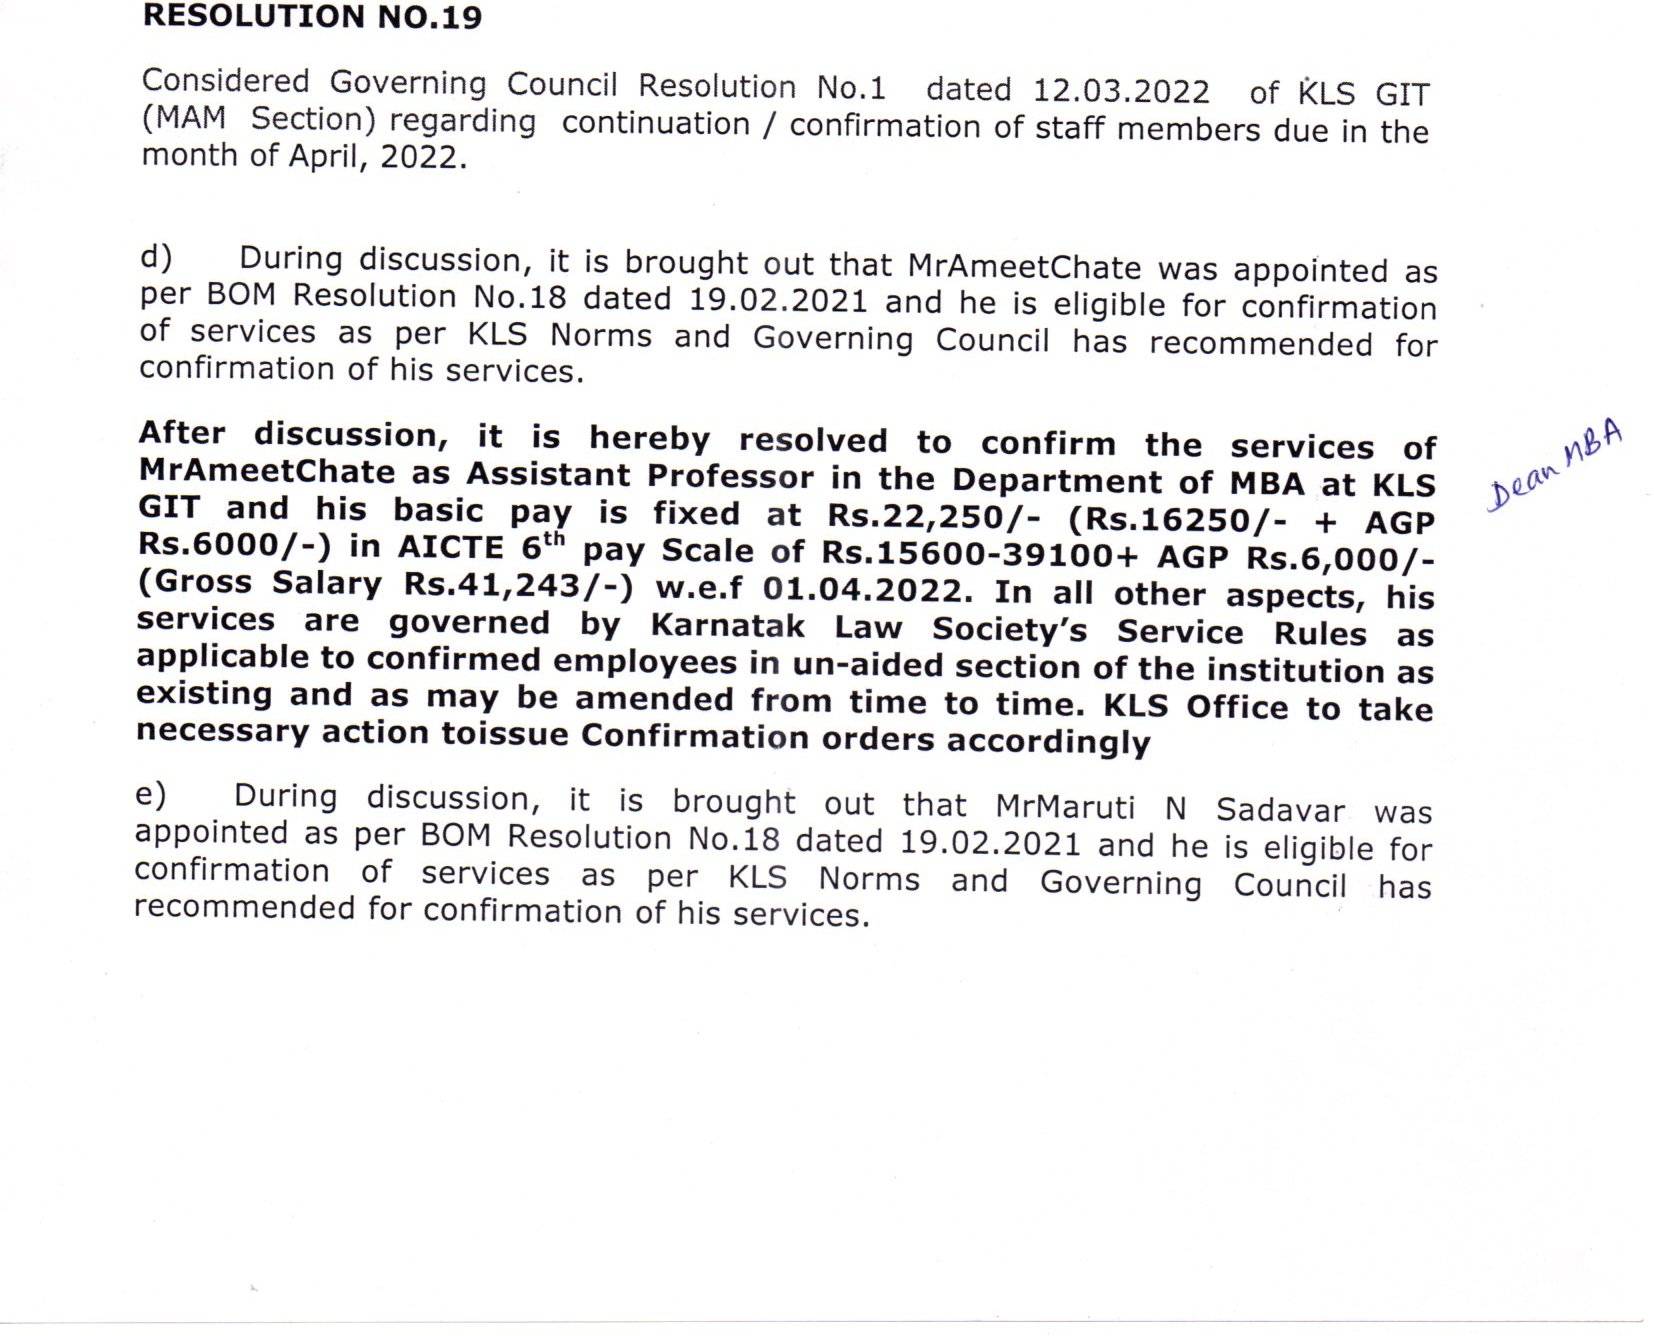 RESOLUTION NO.19
Considered Governing Council Resolution No.1 dated 12.03.2022 of KLS GIT
(MAM Section) regarding continuation / confirmation of staff members due in the
month of April, 2022.
d) During discussion, it is brought out that MrAmeetChate was appointed as
per BOM Resolution No.18 dated 19.02.2021 and he is eligible for confirmation
of services as per KLS Norms and Governing Council has recommended for
confirmation of his services.
After discussion, it is hereby resolved to confirm the services of
MrAmeetChate as Assistant Professor in the Department of MBA at KLS
GIT and his basic pay is fixed at Rs.22,250/- (Rs.16250/- + AGP
Rs.6000/-) in AICTE 6th pay Scale of Rs.15600-39100+ AGP Rs.6,000/-
(Gross Salary Rs.41,243/-) w.e.f 01.04.2022. In all other aspects, his
services are governed by Karnatak Law Society’s Service Rules as
applicable to confirmed employees in un-aided section of the institution as
existing and as may be amended from time to time. KLS Office to take
necessary action toissue Confirmation orders accordingly
Dean MBA
e) During discussion, it is brought out that MrMaruti N Sadavar was
appointed as per BOM Resolution No.18 dated 19.02.2021 and he is eligible for
confirmation of services as per KLS Norms and Governing Council has
recommended for confirmation of his services.